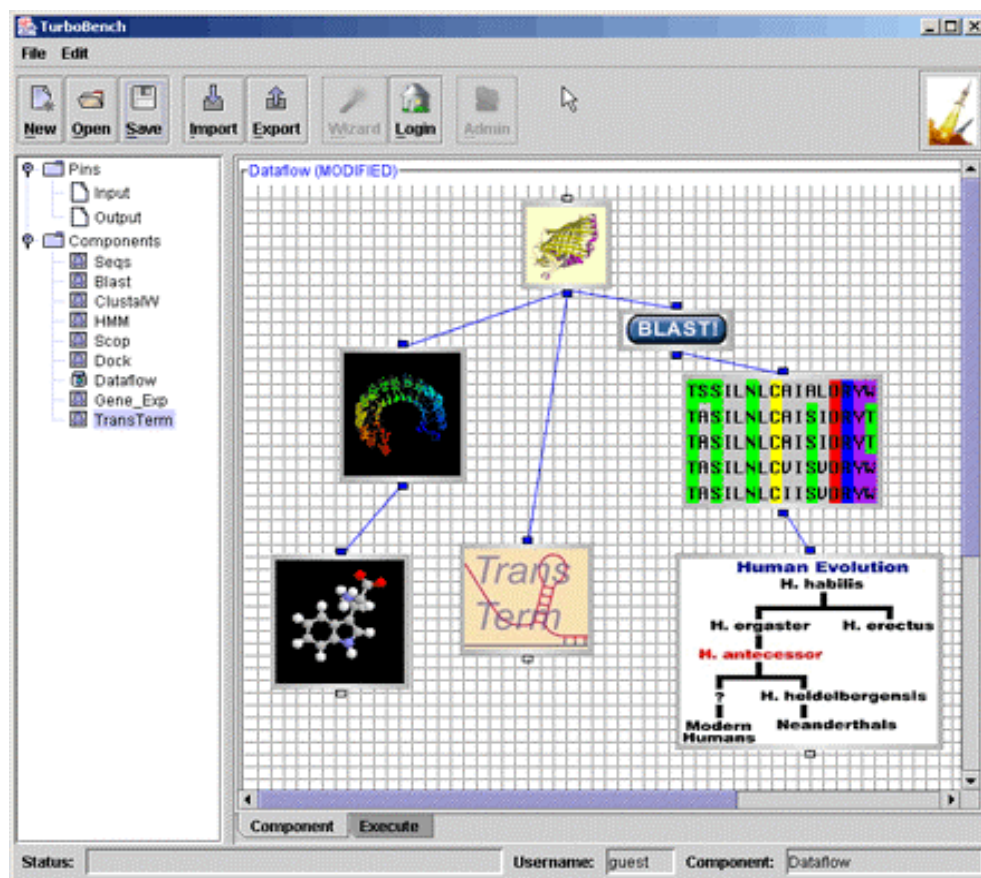 TurboBench
File Edit
New Open Save Import Export Wizard Login Admin
Pins
Input
Output
Components
Seqs
Blast
ClustalW
HMM
Scop
Dock
Dataflow
Gene_Exp
TransTerm
Dataflow (MODIFIED)
BLAST!
TSSILNLCAIALDRYW
TASILNLCAISIDRYT
TASILNLCAISIDRYT
TASILNLCVISVDRYW
TASILNLCIISVDRYW
Trans
Term
Human Evolution
H. habilis
H. ergaster H. erectus
H. antecessor
? H. heidelbergensis
Modern Neanderthals
Humans
Component Execute
Status: Username: guest Component: Dataflow